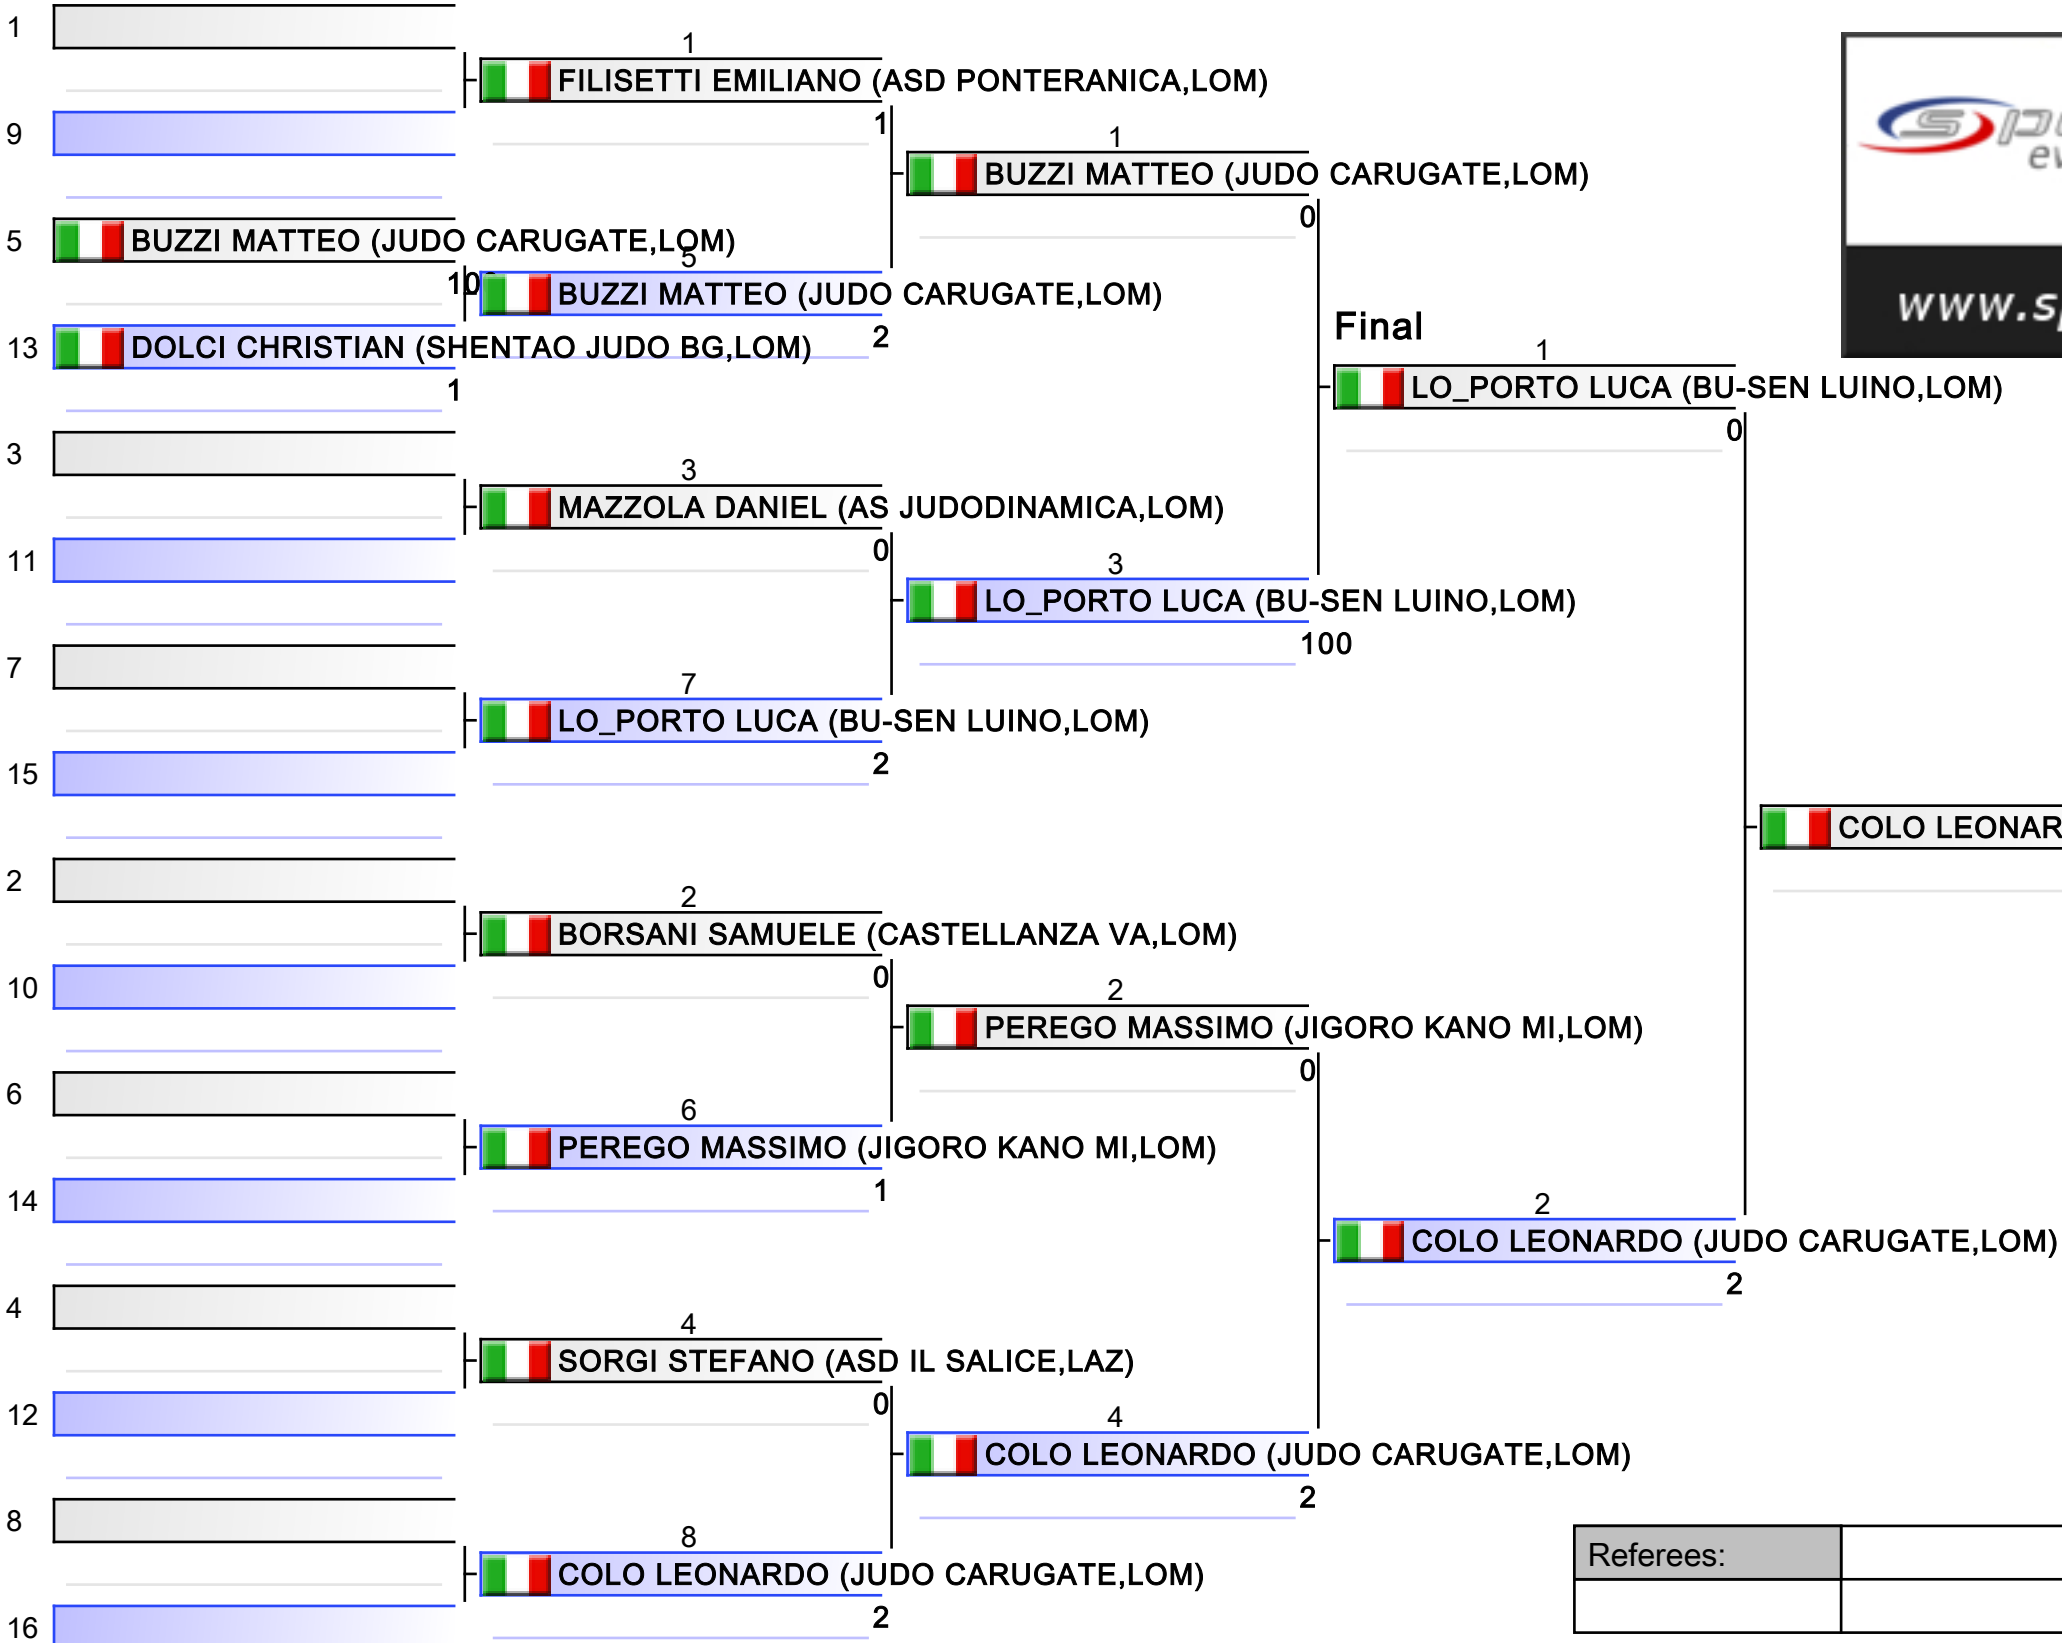 1
9
5
BUZZI MATTEO (JUDO CARUGATE,LOM)
13
DOLCI CHRISTIAN (SHENTAO JUDO BG,LOM)
1
3
11
7
15
2
10
6
14
4
12
8
16
1
FILISETTI EMILIANO (ASD PONTERANICA,LOM)
1
5
BUZZI MATTEO (JUDO CARUGATE,LOM)
2
3
MAZZOLA DANIEL (AS JUDODINAMICA,LOM)
0
7
LO_PORTO LUCA (BU-SEN LUINO,LOM)
2
2
BORSANI SAMUELE (CASTELLANZA VA,LOM)
0
6
PEREGO MASSIMO (JIGORO KANO MI,LOM)
1
4
SORGI STEFANO (ASD IL SALICE,LAZ)
0
8
COLO LEONARDO (JUDO CARUGATE,LOM)
2
1
BUZZI MATTEO (JUDO CARUGATE,LOM)
0
3
LO_PORTO LUCA (BU-SEN LUINO,LOM)
100
2
PEREGO MASSIMO (JIGORO KANO MI,LOM)
0
4
COLO LEONARDO (JUDO CARUGATE,LOM)
2
Final
1
LO_PORTO LUCA (BU-SEN LUINO,LOM)
0
2
COLO LEONARDO (JUDO CARUGATE,LOM)
2
COLO LEONAR
www.s
Referees: